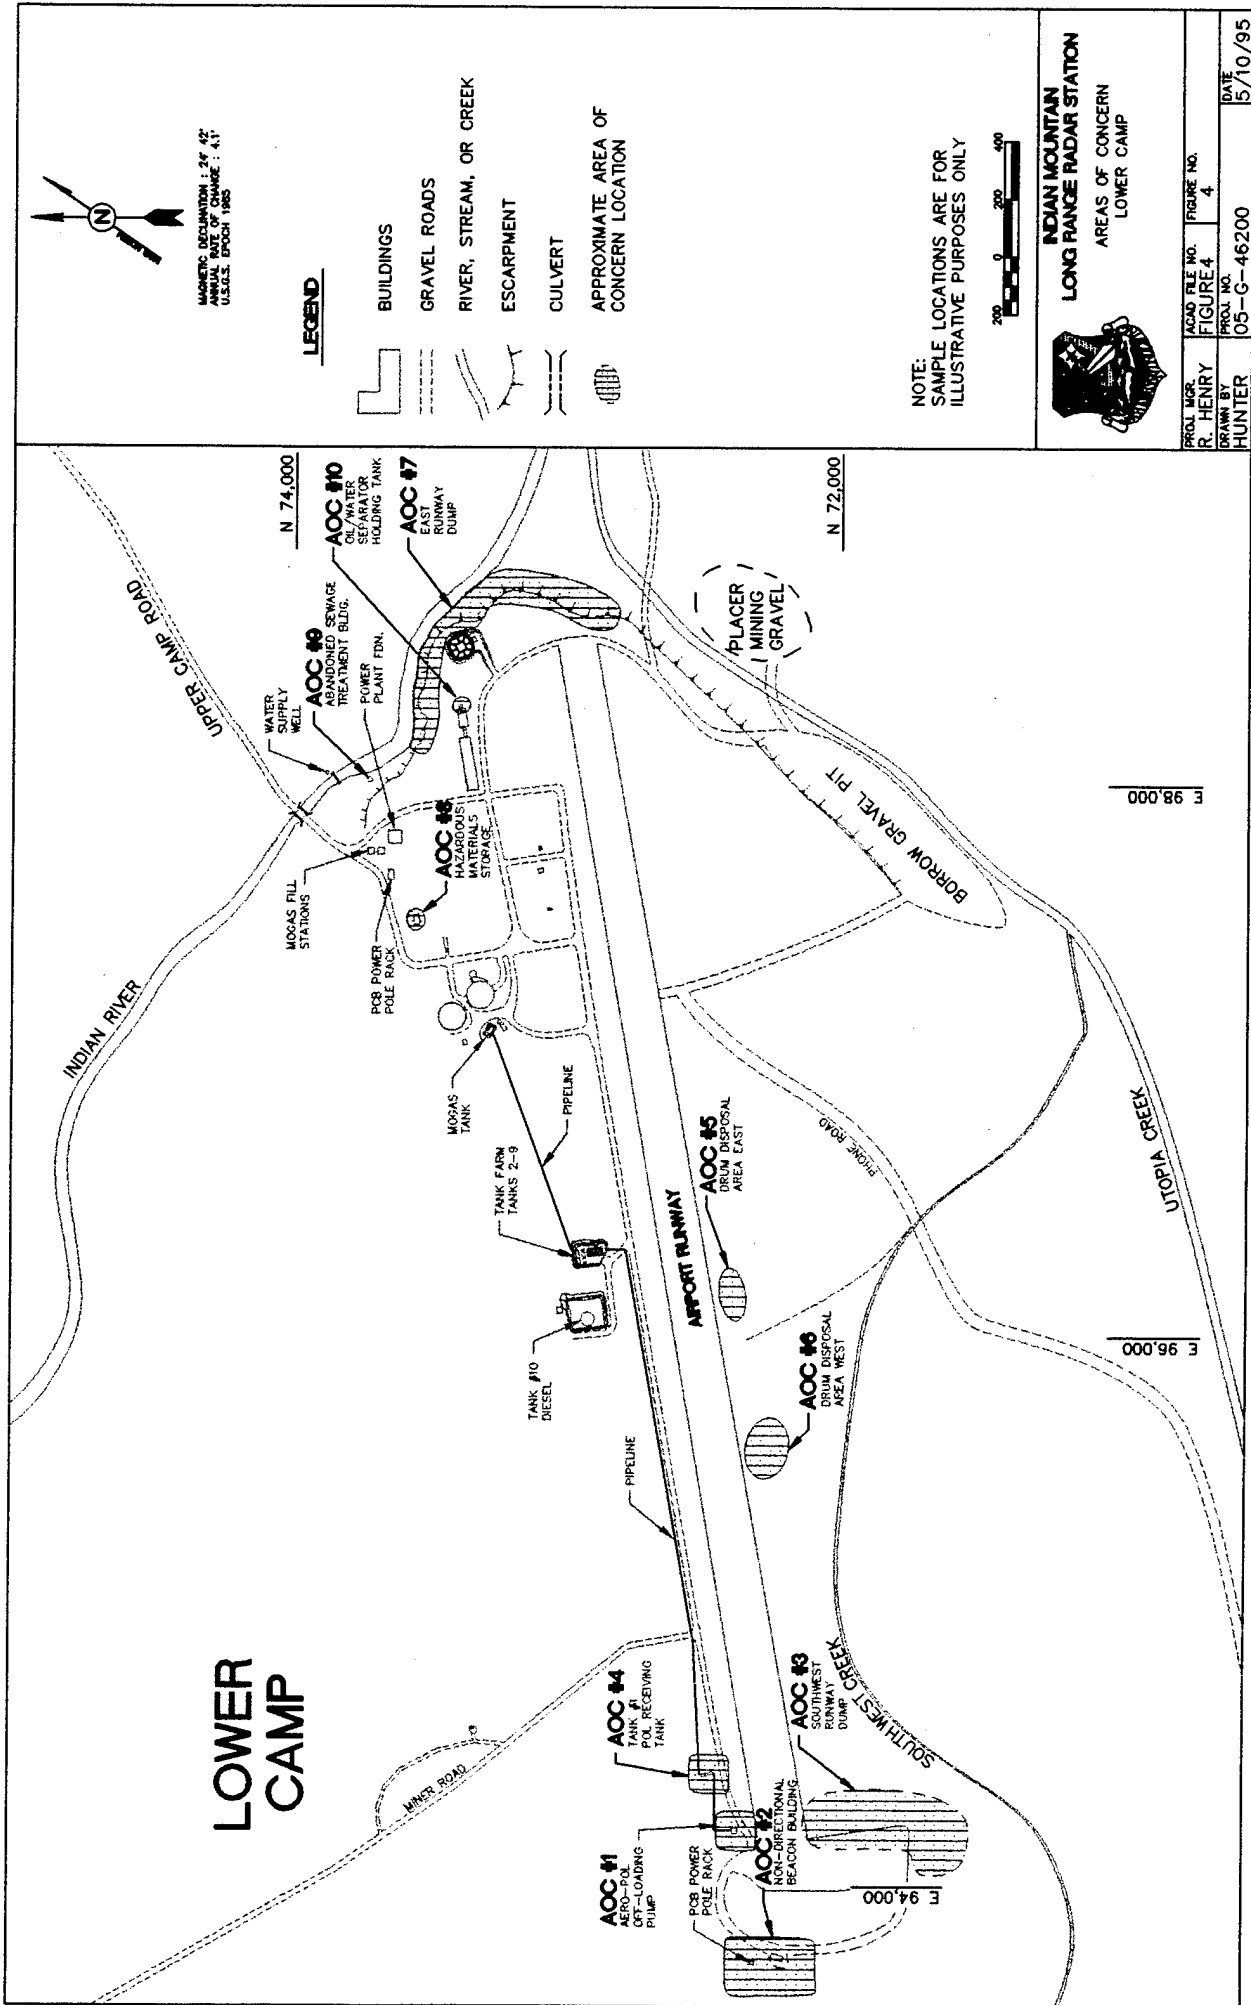 LOWER
CAMP
MINER ROAD
AOC #1
AERO-POL
OFF-LOADING
PUMP
AOC #4
TANK #1
POL RECEIVING
TANK
PCB POWER
POLE RACK
AOC #2
NON-DIRECTIONAL
BEACON BUILDING
AOC #3
SOUTHWEST
RUNWAY
DUMP
SOUTHWEST CREEK
E 94,000
PIPELINE
TANK #10
DIESEL
TANK FARM
TANKS 2-9
PIPELINE
MOGAS
TANK
AIRPORT RUNWAY
AOC #5
DRUM DISPOSAL
AREA EAST
AOC #6
DRUM DISPOSAL
AREA WEST
PHONE ROAD
E 96,000
UTOPIA CREEK
INDIAN RIVER
PCB POWER
POLE RACK
MOGAS FILL
STATIONS
AOC #8
HAZARDOUS
MATERIALS
STORAGE
UPPER CAMP ROAD
WATER
SUPPLY
WELL
AOC #9
ABANDONED SEWAGE
TREATMENT BLDG.
POWER
PLANT FDN.
AOC #10
OIL/WATER
SEPARATOR
HOLDING TANK
AOC #7
EAST
RUNWAY
DUMP
N 74,000
N 72,000
PLACER
MINING
GRAVEL
BORROW GRAVEL PIT
E 98,000
N
MAGNETIC DECLINATION : 24° 42'
ANNUAL RATE OF CHANGE : 4.1'
U.S.G.S. EPOCH 1985
LEGEND
BUILDINGS
GRAVEL ROADS
RIVER, STREAM, OR CREEK
ESCARPMENT
CULVERT
APPROXIMATE AREA OF
CONCERN LOCATION
NOTE:
SAMPLE LOCATIONS ARE FOR
ILLUSTRATIVE PURPOSES ONLY
200 0 200 400
INDIAN MOUNTAIN
LONG RANGE RADAR STATION
AREAS OF CONCERN
LOWER CAMP
PROJ. MGR.
R. HENRY
ACAD FILE NO.
FIGURE4
FIGURE NO.
4
DRAWN BY
HUNTER
PROJ. NO.
05-G-46200
DATE
5/10/95